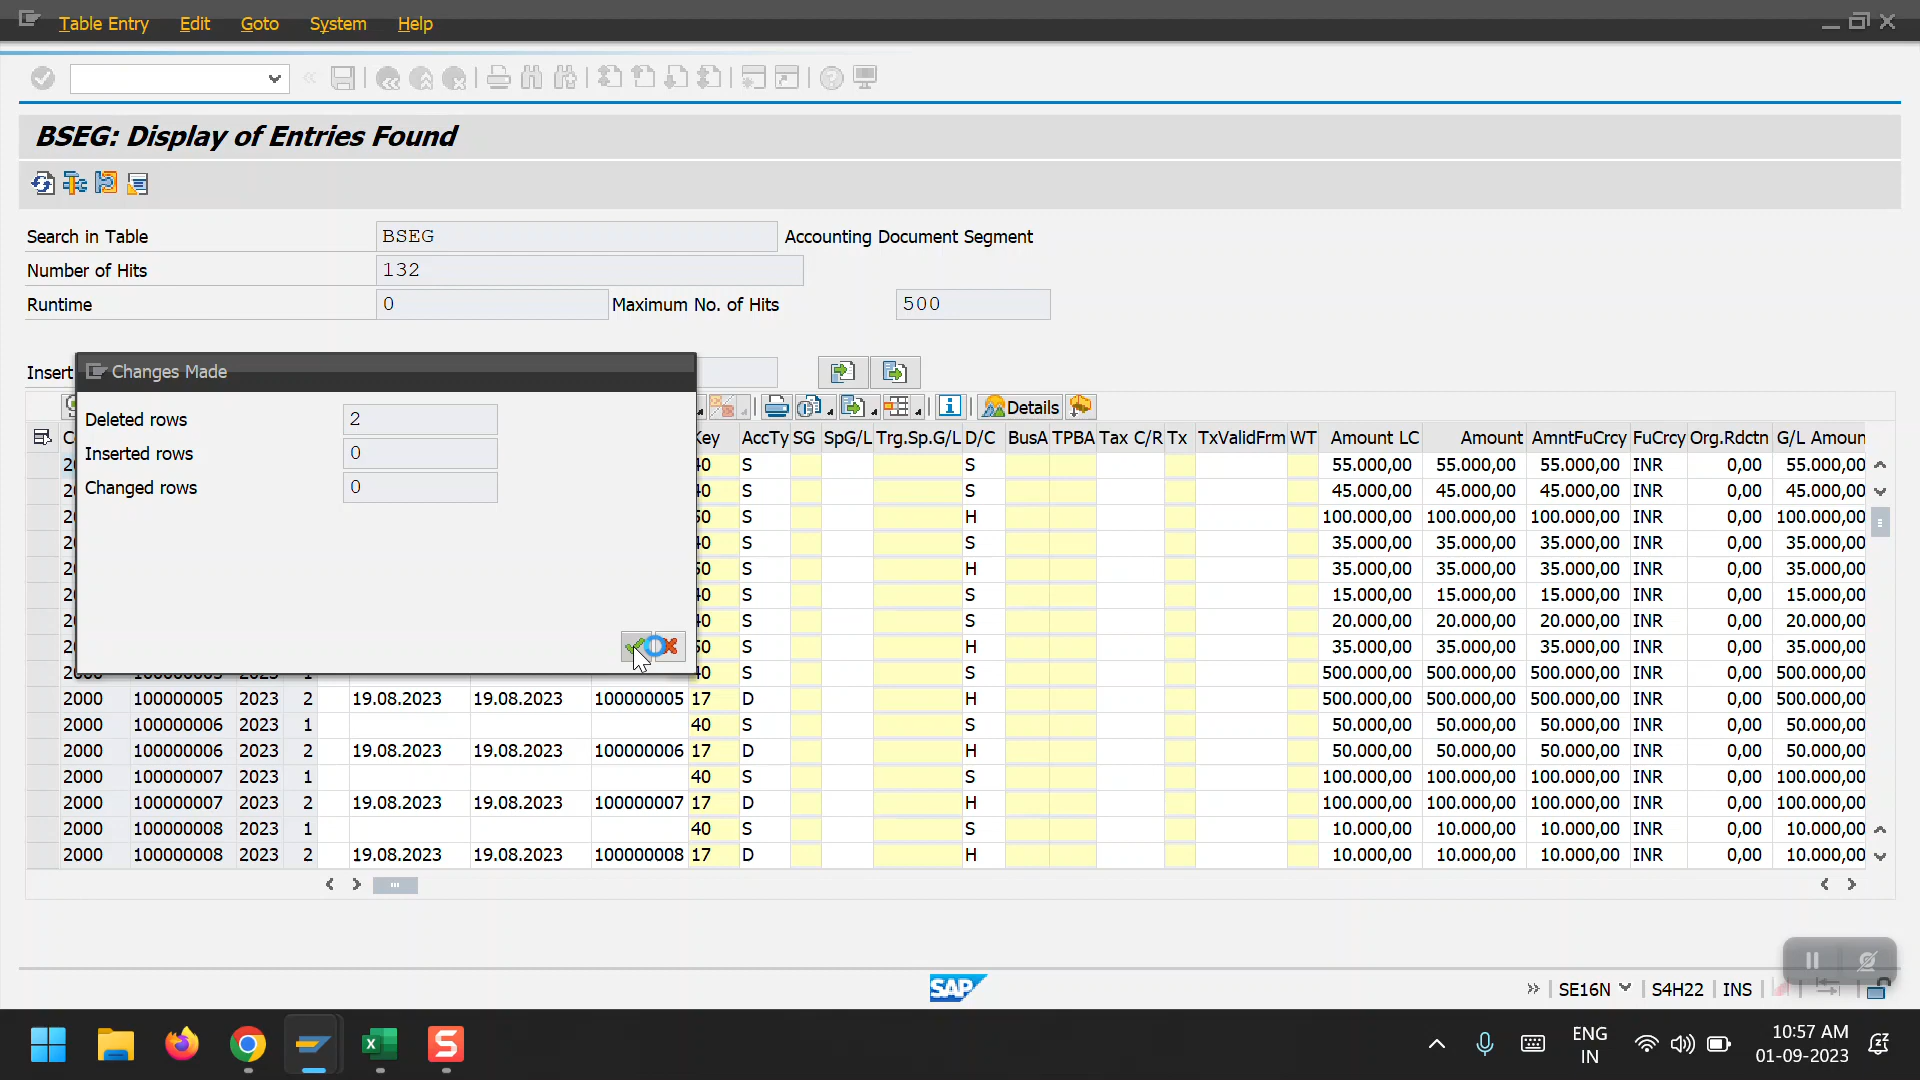 Table Entry Edit Goto System Help
BSEG: Display of Entries Found
Search in Table BSEG Accounting Document Segment
Number of Hits 132
Runtime 0 Maximum No. of Hits 500
Insert
Changes Made
Deleted rows 2
Inserted rows 0
Changed rows 0
Details
Key AccTy SG SpG/L Trg.Sp.G/L D/C BusA TPBA Tax C/R Tx TxValidFrm WT Amount LC Amount AmntFuCrcy FuCrcy Org.Rdctn G/L Amoun
40 S S 55.000,00 55.000,00 55.000,00 INR 0,00 55.000,00
40 S S 45.000,00 45.000,00 45.000,00 INR 0,00 45.000,00
50 S H 100.000,00 100.000,00 100.000,00 INR 0,00 100.000,00
40 S S 35.000,00 35.000,00 35.000,00 INR 0,00 35.000,00
50 S H 35.000,00 35.000,00 35.000,00 INR 0,00 35.000,00
40 S S 15.000,00 15.000,00 15.000,00 INR 0,00 15.000,00
40 S S 20.000,00 20.000,00 20.000,00 INR 0,00 20.000,00
50 S H 35.000,00 35.000,00 35.000,00 INR 0,00 35.000,00
2000 100000005 2023 1 40 S S 500.000,00 500.000,00 500.000,00 INR 0,00 500.000,00
2000 100000005 2023 2 19.08.2023 19.08.2023 100000005 17 D H 500.000,00 500.000,00 500.000,00 INR 0,00 500.000,00
2000 100000006 2023 1 40 S S 50.000,00 50.000,00 50.000,00 INR 0,00 50.000,00
2000 100000006 2023 2 19.08.2023 19.08.2023 100000006 17 D H 50.000,00 50.000,00 50.000,00 INR 0,00 50.000,00
2000 100000007 2023 1 40 S S 100.000,00 100.000,00 100.000,00 INR 0,00 100.000,00
2000 100000007 2023 2 19.08.2023 19.08.2023 100000007 17 D H 100.000,00 100.000,00 100.000,00 INR 0,00 100.000,00
2000 100000008 2023 1 40 S S 10.000,00 10.000,00 10.000,00 INR 0,00 10.000,00
2000 100000008 2023 2 19.08.2023 19.08.2023 100000008 17 D H 10.000,00 10.000,00 10.000,00 INR 0,00 10.000,00
SAP SE16N S4H22 INS
ENG 10:57 AM
IN 01-09-2023